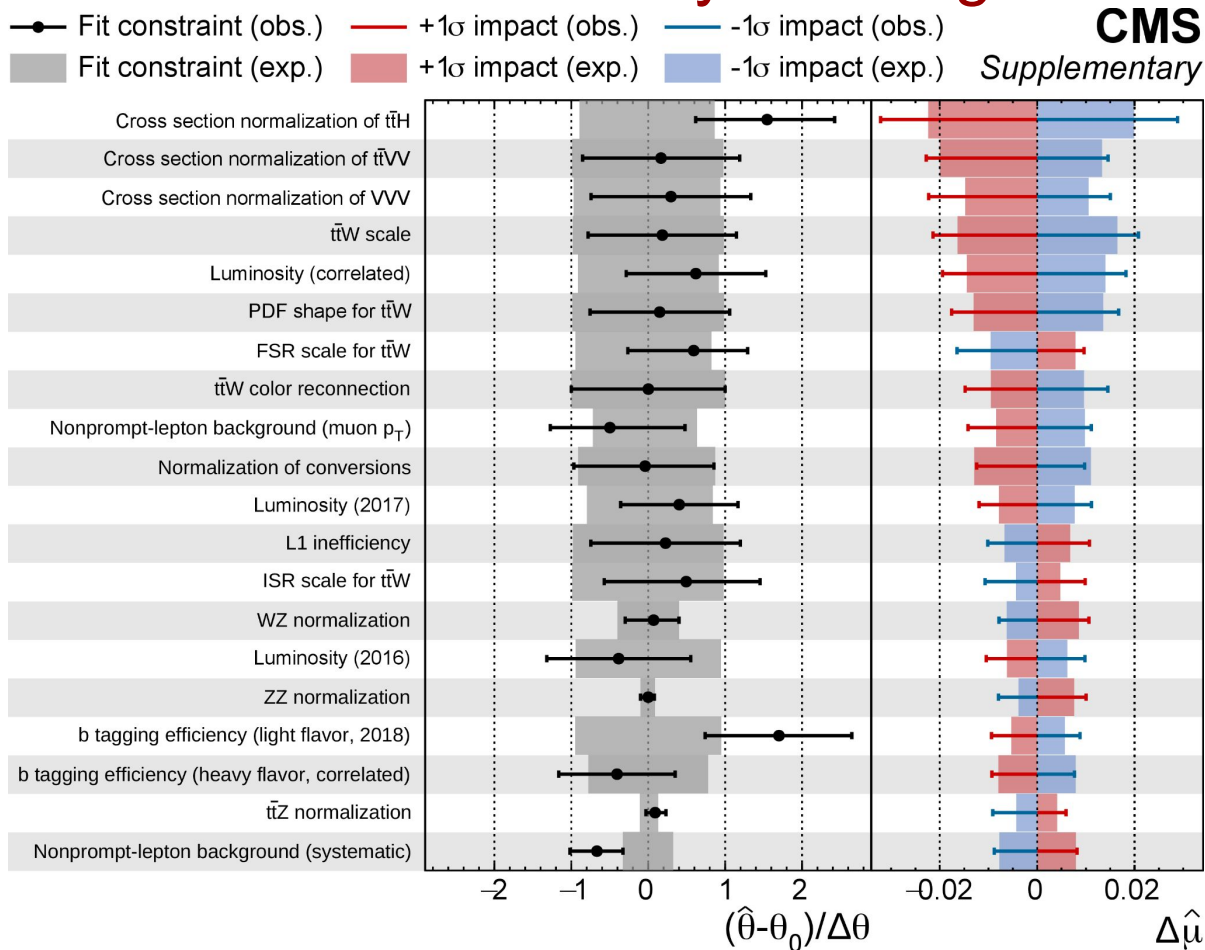 Fit constraint (obs.) +1σ impact (obs.) -1σ impact (obs.) CMS
Fit constraint (exp.) +1σ impact (exp.) -1σ impact (exp.) Supplementary
Cross section normalization of tt̄H
Cross section normalization of tt̄VV
Cross section normalization of VVV
tt̄W scale
Luminosity (correlated)
PDF shape for tt̄W
FSR scale for tt̄W
tt̄W color reconnection
Nonprompt-lepton background (muon p_T)
Normalization of conversions
Luminosity (2017)
L1 inefficiency
ISR scale for tt̄W
WZ normalization
Luminosity (2016)
ZZ normalization
b tagging efficiency (light flavor, 2018)
b tagging efficiency (heavy flavor, correlated)
tt̄Z normalization
Nonprompt-lepton background (systematic)
−2 −1 0 1 2 −0.02 0 0.02
(θ̂-θ₀)/Δθ Δμ̂